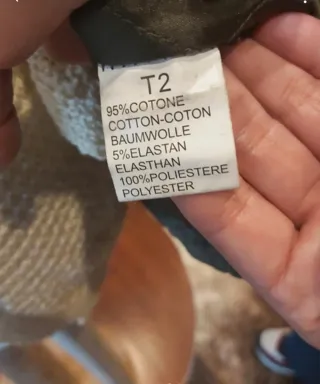 T2
95%COTONE
COTTON-COTON
BAUMWOLLE
5%ELASTAN
ELASTHAN
100%POLIESTERE
POLYESTER